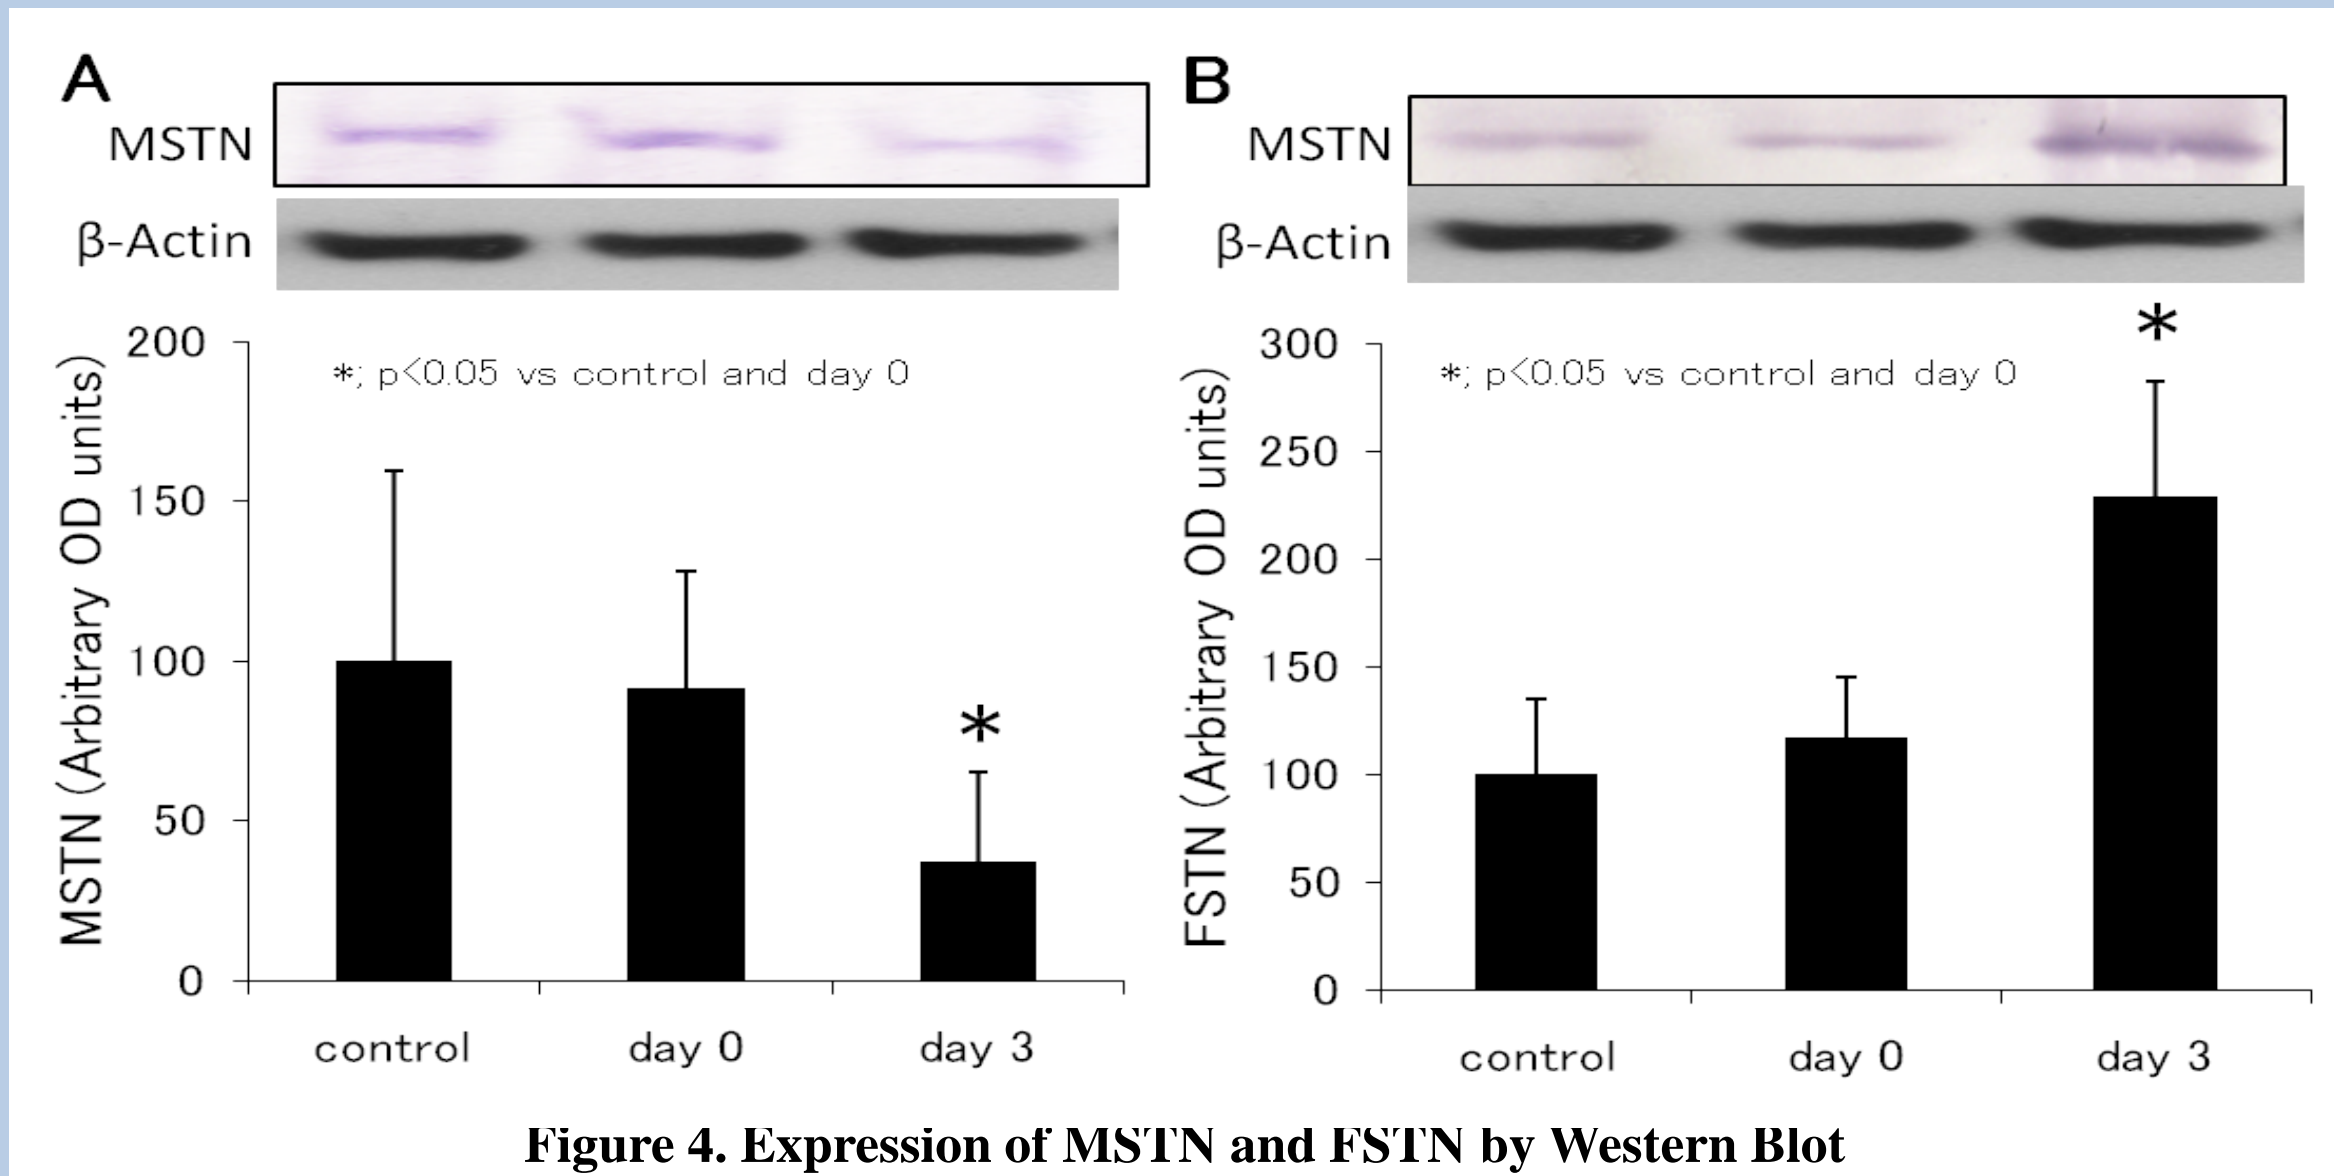 A
MSTN
β-Actin
MSTN (Arbitrary OD units)
200
150
100
50
0
*; p<0.05 vs control and day 0
*
control
day 0
day 3
B
MSTN
β-Actin
FSTN (Arbitrary OD units)
300
250
200
150
100
50
0
*; p<0.05 vs control and day 0
*
control
day 0
day 3
Figure 4. Expression of MSTN and FSTN by Western Blot